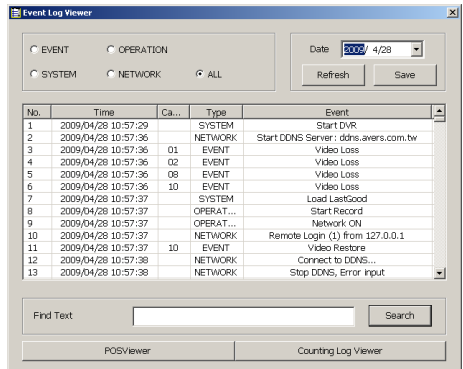 Event Log Viewer
EVENT OPERATION
SYSTEM NETWORK ALL
Date 2009/ 4/28
Refresh Save
No. Time Ca... Type Event
1 2009/04/28 10:57:29 SYSTEM Start DVR
2 2009/04/28 10:57:36 NETWORK Start DDNS Server: ddns.avers.com.tw
3 2009/04/28 10:57:36 01 EVENT Video Loss
4 2009/04/28 10:57:36 02 EVENT Video Loss
5 2009/04/28 10:57:36 08 EVENT Video Loss
6 2009/04/28 10:57:36 10 EVENT Video Loss
7 2009/04/28 10:57:37 SYSTEM Load LastGood
8 2009/04/28 10:57:37 OPERAT... Start Record
9 2009/04/28 10:57:37 OPERAT... Network ON
10 2009/04/28 10:57:37 NETWORK Remote Login (1) from 127.0.0.1
11 2009/04/28 10:57:37 10 EVENT Video Restore
12 2009/04/28 10:57:38 NETWORK Connect to DDNS...
13 2009/04/28 10:57:38 NETWORK Stop DDNS, Error input
Find Text Search
POSViewer Counting Log Viewer